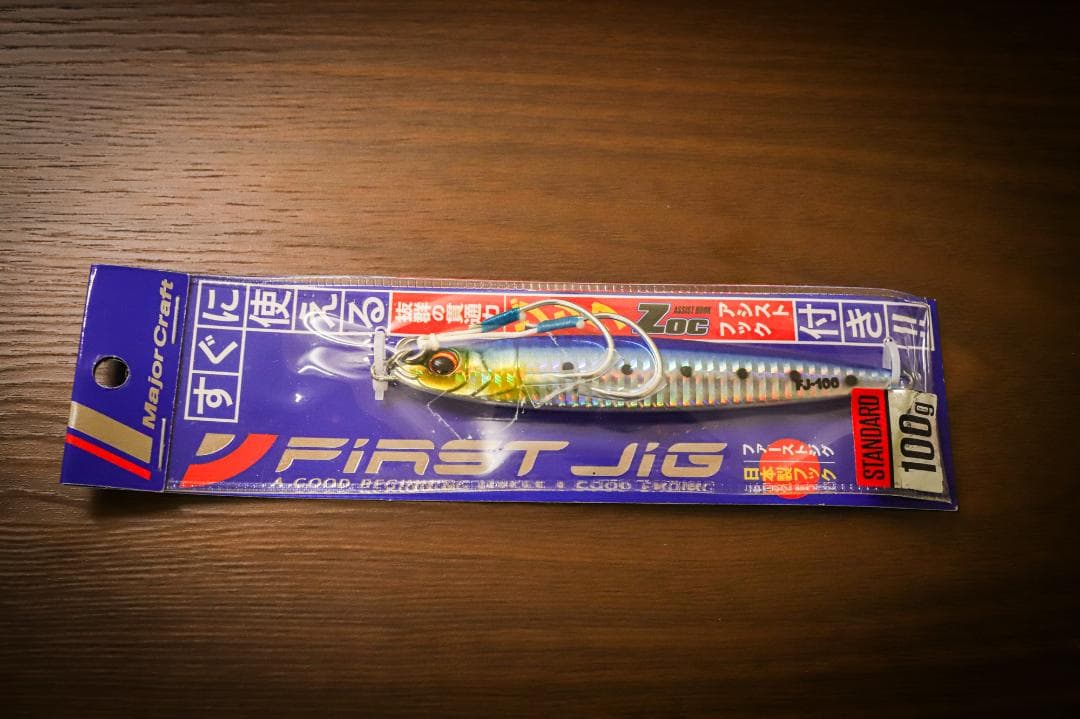 MajorCraft
すぐに使える
抜群の貫通力
ZOC
ASSIST HOOK
アシスト
フック
付き!!
FJ-100
STANDARD
100g
FIRST JIG
ファーストジグ
日本製フック